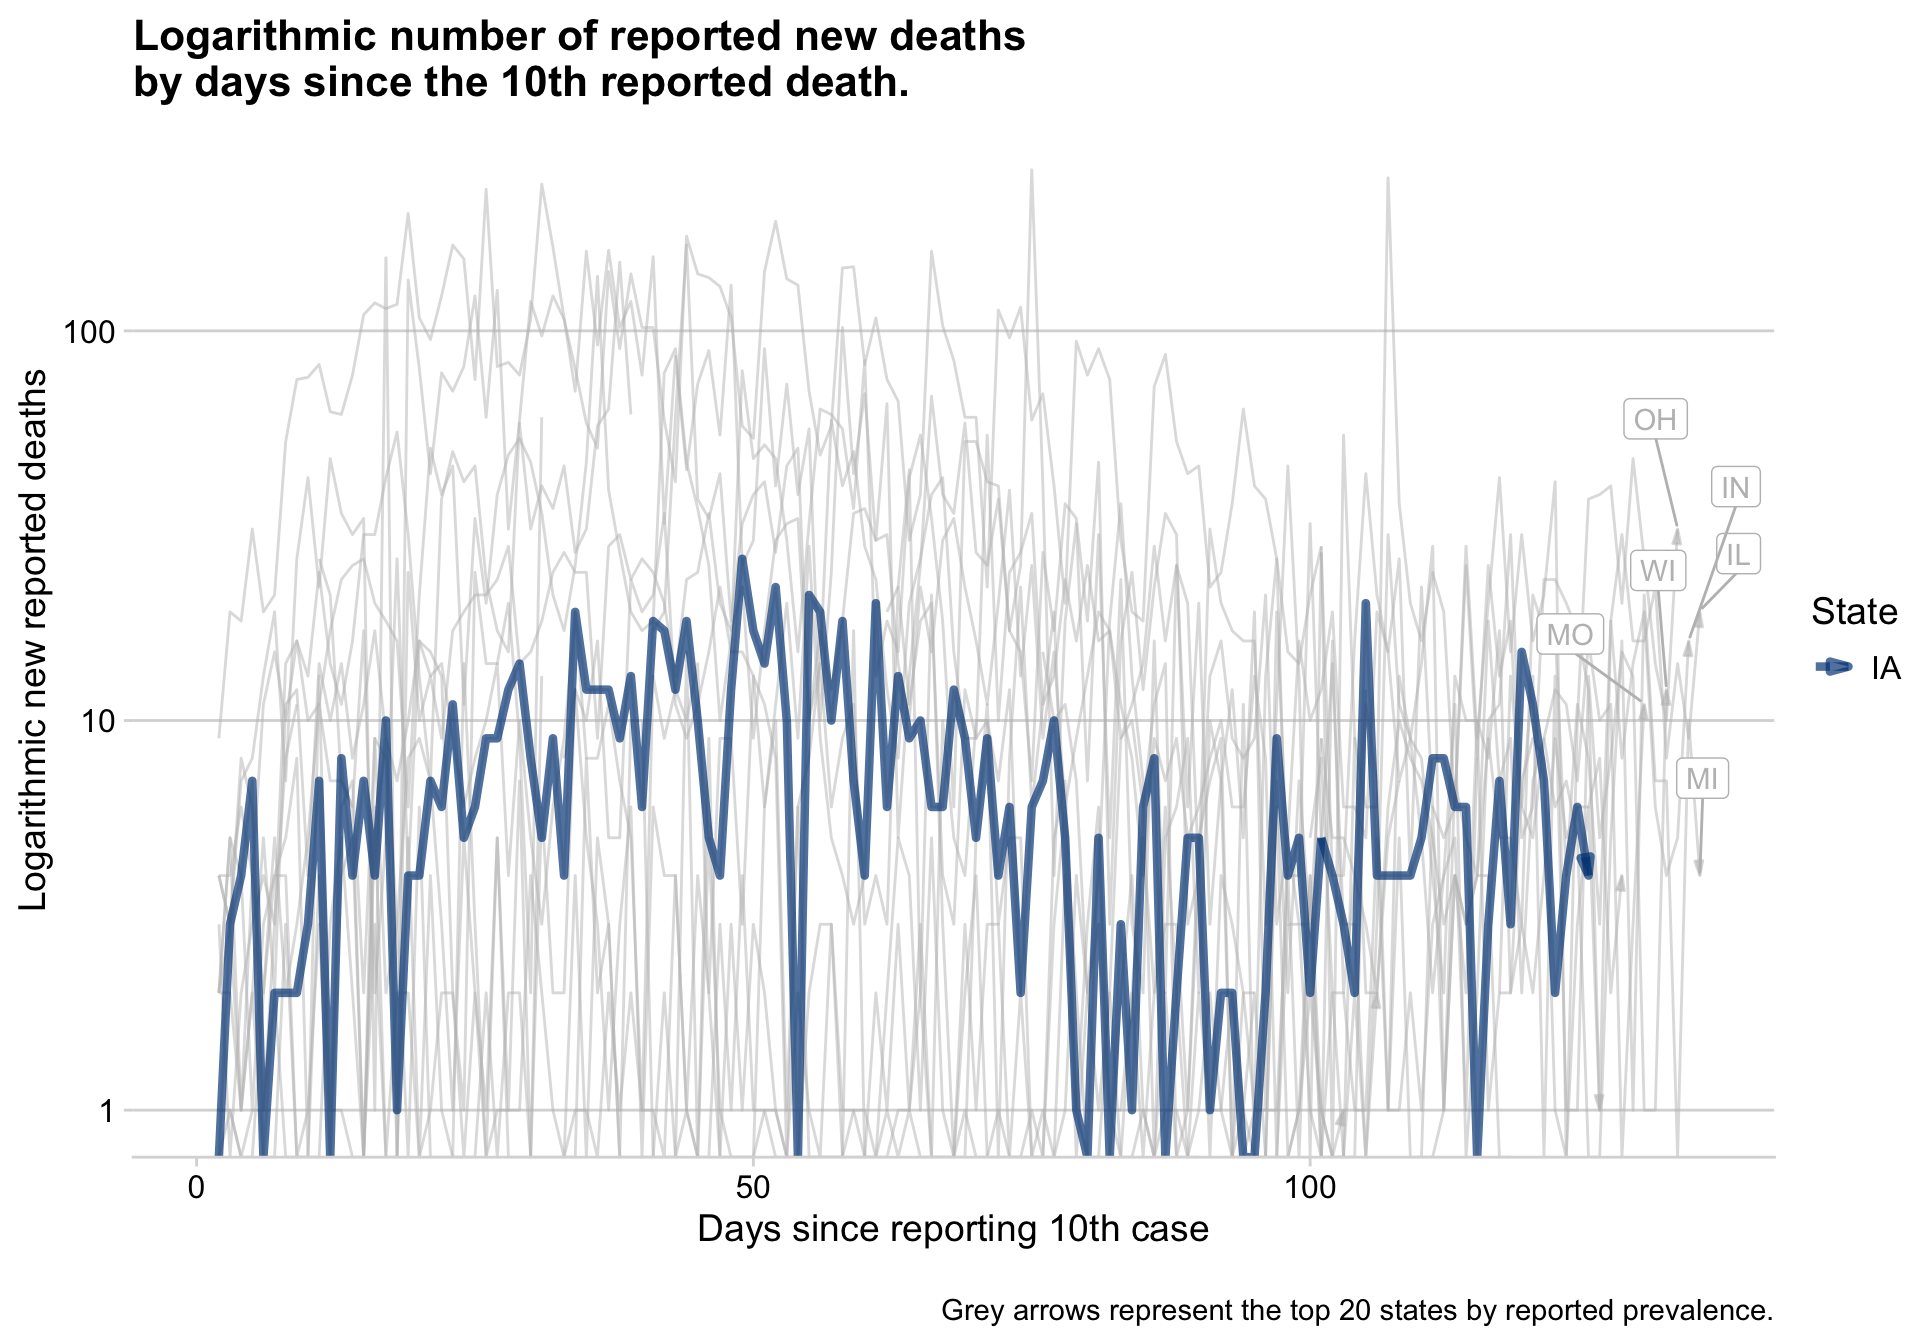 Logarithmic number of reported new deaths
by days since the 10th reported death.
Logarithmic new reported deaths
100
10
1
OH
IN
IL
WI
MO
MI
State
IA
0
50
100
Days since reporting 10th case
Grey arrows represent the top 20 states by reported prevalence.